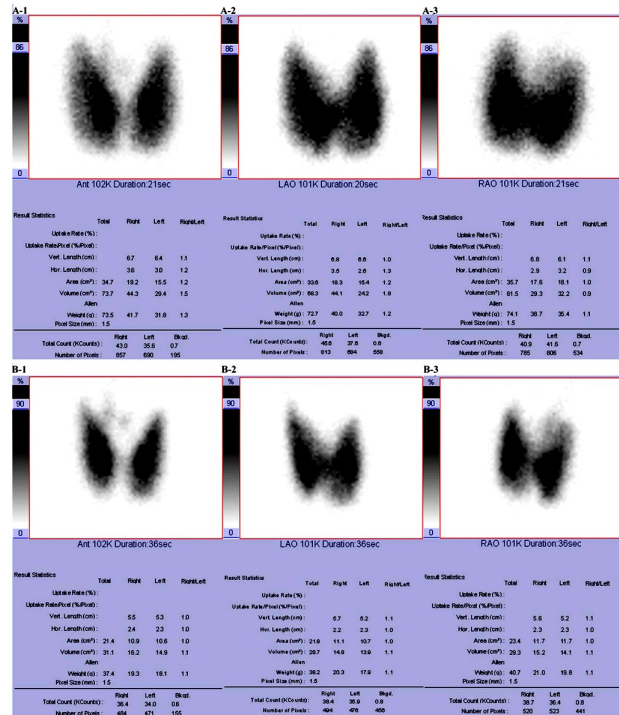 A-1 A-2 A-3
% % %
86 86 86
0 0 0
Ant 102K Duration:21sec LAO 101K Duration:20sec RAO 101K Duration:21sec
Result Statistics Total Right Left Right/Left
Uptake Rate (%) :
Uptake Rate/Pixel (%/Pixel) :
Vert. Length (cm) : 6.7 6.4 1.1
Hor. Length (cm) : 3.6 3.0 1.2
Area (cm²) : 34.7 19.2 15.5 1.2
Volume (cm³) : 73.7 44.3 29.4 1.5
Allen
Weight (g) : 73.5 41.7 31.8 1.3
Pixel Size (mm) : 1.5
Right Left Bkgd.
Total Count (KCounts) : 43.0 35.6 0.7
Number of Pixels : 857 690 195
Result Statistics Total Right Left Right/Left
Uptake Rate (%) :
Uptake Rate/Pixel (%/Pixel) :
Vert. Length (cm) : 6.8 6.6 1.0
Hor. Length (cm) : 3.5 2.6 1.3
Area (cm²) : 33.6 18.3 15.4 1.2
Volume (cm³) : 68.3 44.1 24.2 1.8
Allen
Weight (g) : 72.7 40.0 32.7 1.2
Pixel Size (mm) : 1.5
Right Left Bkgd.
Total Count (KCounts) : 37.8
Number of Pixels : 813 684
Result Statistics Total Right Left Right/Left
Uptake Rate (%) :
Uptake Rate/Pixel (%/Pixel) :
Vert. Length (cm) : 6.8 6.1 1.1
Hor. Length (cm) : 2.9 3.2 0.9
Area (cm²) : 35.7 17.6 18.1 1.0
Volume (cm³) : 61.5 29.3 32.2 0.9
Allen
Weight (g) : 74.1 38.7 35.4 1.1
Pixel Size (mm) : 1.5
Right Left Bkgd.
Total Count (KCounts) : 40.9 41.6 0.7
Number of Pixels : 785 806 534
B-1 B-2 B-3
% % %
90 90 90
0 0 0
Ant 102K Duration:36sec LAO 101K Duration:36sec RAO 101K Duration:36sec
Result Statistics Total Right Left Right/Left
Uptake Rate (%) :
Uptake Rate/Pixel (%/Pixel) :
Vert. Length (cm) : 5.5 5.3 1.0
Hor. Length (cm) : 2.4 2.3 1.0
Area (cm²) : 21.4 10.9 10.6 1.0
Volume (cm³) : 31.1 16.2 14.9 1.1
Allen
Weight (g) : 37.4 19.3 18.1 1.1
Pixel Size (mm) : 1.5
Right Left Bkgd.
Total Count (KCounts) : 36.4 34.0 0.6
Number of Pixels : 484 471 155
Result Statistics Total Right Left Right/Left
Uptake Rate (%) :
Uptake Rate/Pixel (%/Pixel) :
Vert. Length (cm) : 5.7 5.2 1.1
Hor. Length (cm) : 2.2 2.3 1.0
Area (cm²) : 21.8 11.1 10.7 1.0
Volume (cm³) : 28.7 14.8 13.9 1.1
Allen
Weight (g) : 38.2 20.3 17.9 1.1
Pixel Size (mm) : 1.5
Right Left Bkgd.
Total Count (KCounts) : 38.4 35.9 0.8
Number of Pixels : 494 476
Result Statistics Total Right Left Right/Left
Uptake Rate (%) :
Uptake Rate/Pixel (%/Pixel) :
Vert. Length (cm) : 5.6 5.2 1.1
Hor. Length (cm) : 2.3 2.3 1.0
Area (cm²) : 23.4 11.7 11.7 1.0
Volume (cm³) : 29.3 15.2 14.1 1.1
Allen
Weight (g) : 40.7 21.0 19.8 1.1
Pixel Size (mm) : 1.5
Right Left Bkgd.
Total Count (KCounts) : 38.7 36.4 0.8
Number of Pixels : 520 523 441